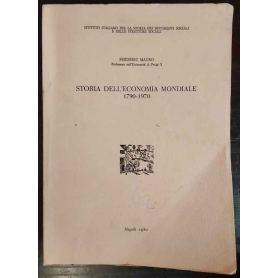 ISTITUTO ITALIANO PER LA STORIA DEI MOVIMENTI SOCIALI
E DELLE STRUTTURE SOCIALI
FREDERIC MAURO
Professore nell'Università di Parigi X
STORIA DELL'ECONOMIA MONDIALE
1790-1970
Napoli 1980